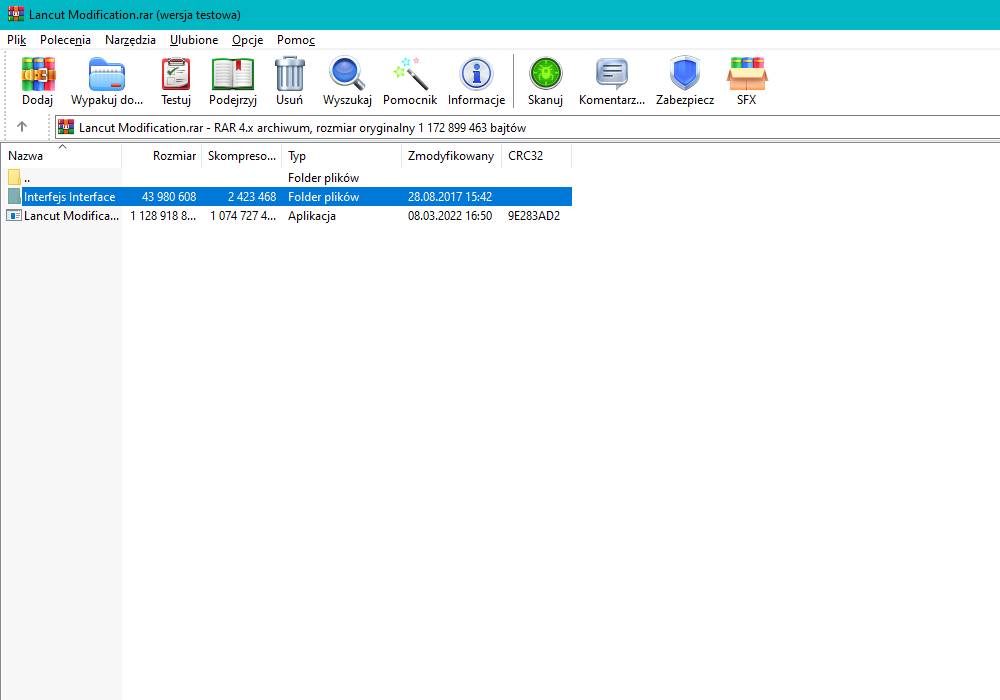 Lancut Modification.rar (wersja testowa)
Plik Polecenia Narzędzia Ulubione Opcje Pomoc
Dodaj Wypakuj do... Testuj Podejrzyj Usuń Wyszukaj Pomocnik Informacje Skanuj Komentarz... Zabezpiecz SFX
Lancut Modification.rar - RAR 4.x archiwum, rozmiar oryginalny 1 172 899 463 bajtów
Nazwa Rozmiar Skompreso... Typ Zmodyfikowany CRC32
.. Folder plików
Interfejs Interface 43 980 608 2 423 468 Folder plików 28.08.2017 15:42
Lancut Modifica... 1 128 918 8... 1 074 727 4... Aplikacja 08.03.2022 16:50 9E283AD2